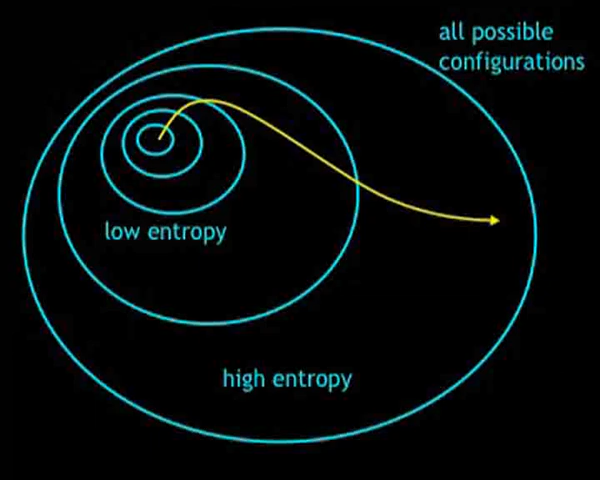 all possible
configurations
low entropy
high entropy